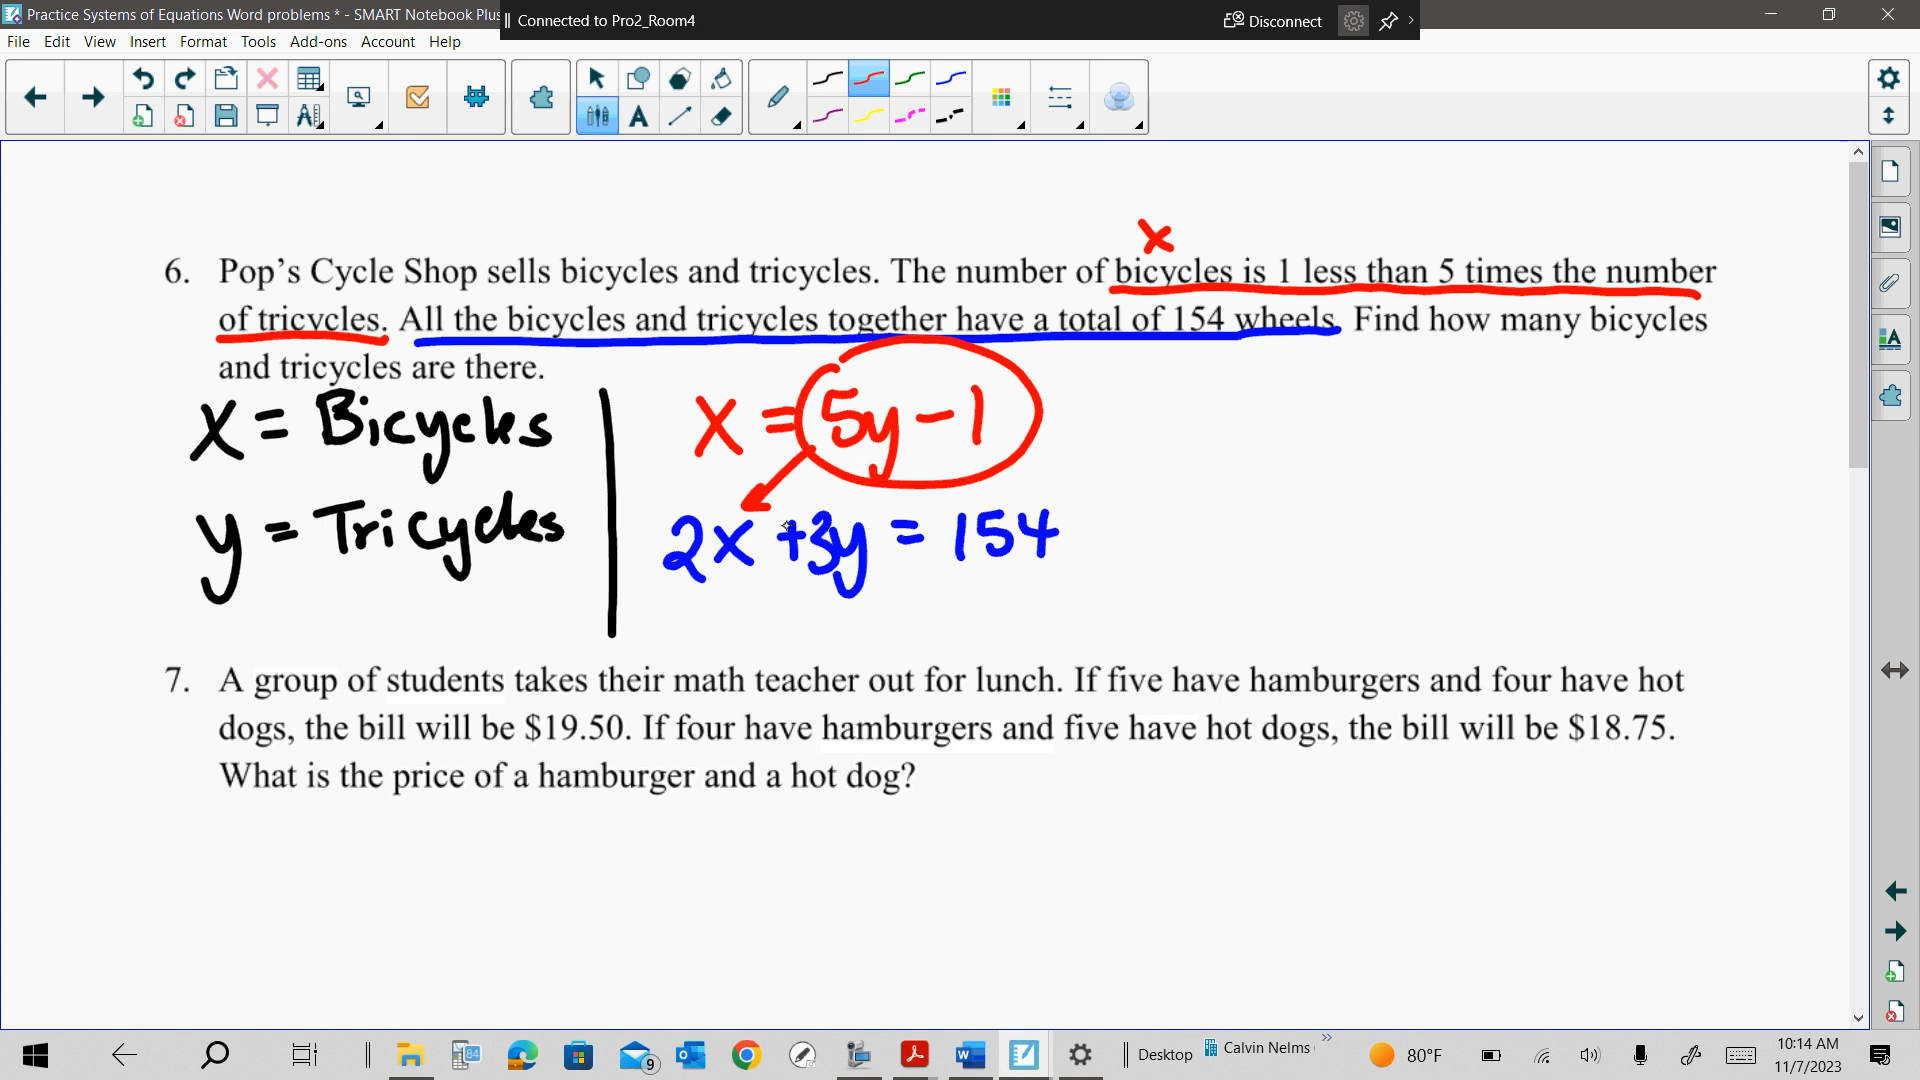 Practice Systems of Equations Word problems * - SMART Notebook Plus
Connected to Pro2_Room4
Disconnect
File Edit View Insert Format Tools Add-ons Account Help
x
6. Pop’s Cycle Shop sells bicycles and tricycles. The number of bicycles is 1 less than 5 times the number
of tricycles. All the bicycles and tricycles together have a total of 154 wheels. Find how many bicycles
and tricycles are there.
x = Bicycles
x = 5y - 1
y = Tricycles
2x + 3y = 154
7. A group of students takes their math teacher out for lunch. If five have hamburgers and four have hot
dogs, the bill will be $19.50. If four have hamburgers and five have hot dogs, the bill will be $18.75.
What is the price of a hamburger and a hot dog?
84
9
Desktop
Calvin Nelms
80°F
10:14 AM
11/7/2023